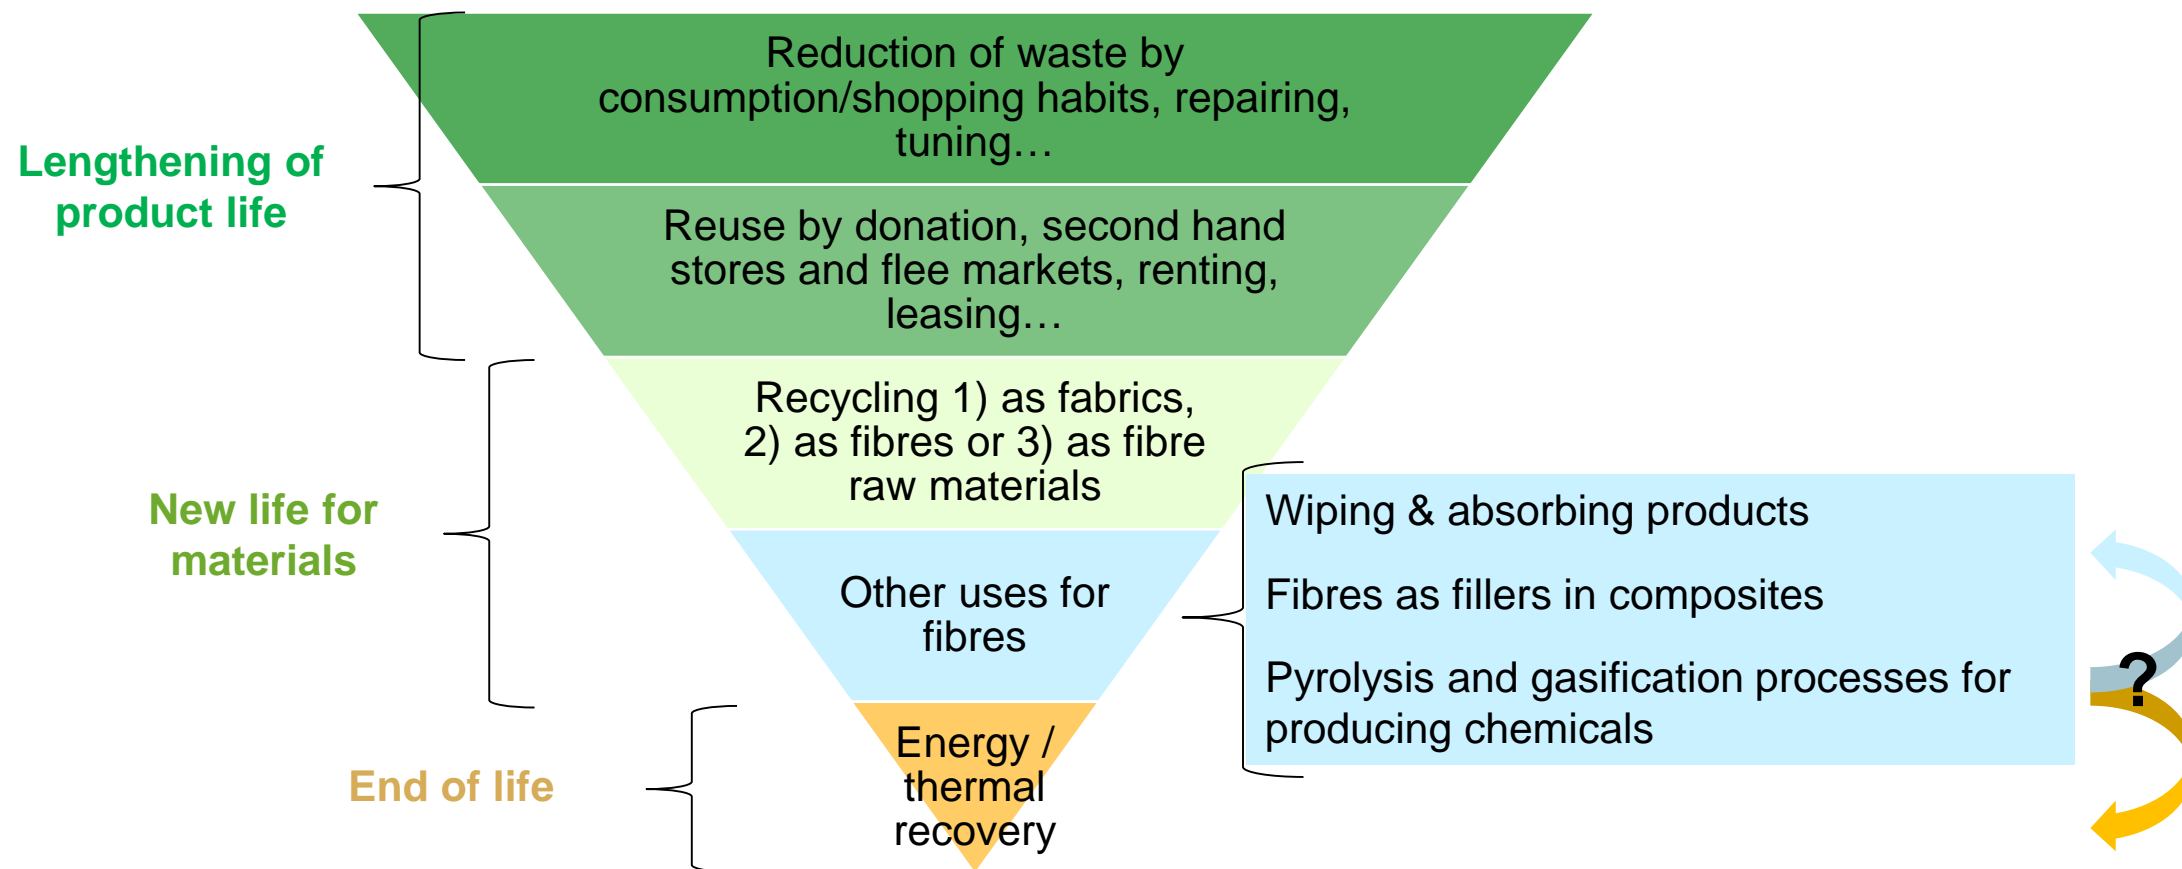 Reduction of waste by
consumption/shopping habits, repairing,
tuning…
Lengthening of
product life
Reuse by donation, second hand
stores and flee markets, renting,
leasing…
Recycling 1) as fabrics,
2) as fibres or 3) as fibre
raw materials
New life for
materials
Other uses for
fibres
Wiping & absorbing products
Fibres as fillers in composites
Pyrolysis and gasification processes for
producing chemicals
?
End of life
Energy /
thermal
recovery